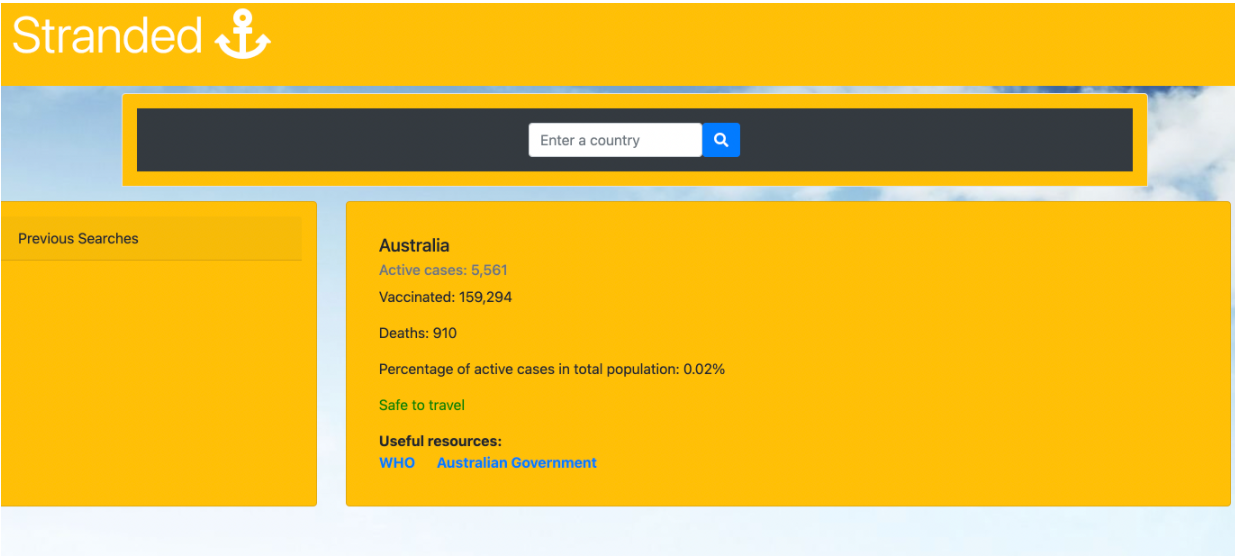 Stranded
Enter a country
Previous Searches
Australia
Active cases: 5,561
Vaccinated: 159,294
Deaths: 910
Percentage of active cases in total population: 0.02%
Safe to travel
Useful resources:
WHO Australian Government